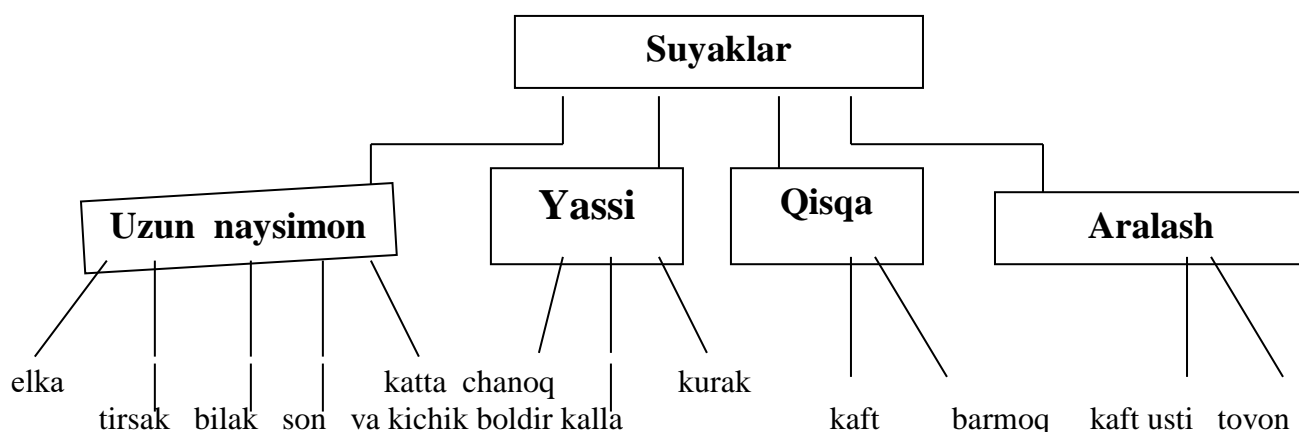 Suyaklar
Uzun naysimon
Yassi
Qisqa
Aralash
elka katta chanoq kurak
tirsak bilak son va kichik boldir kalla kaft barmoq kaft usti tovon